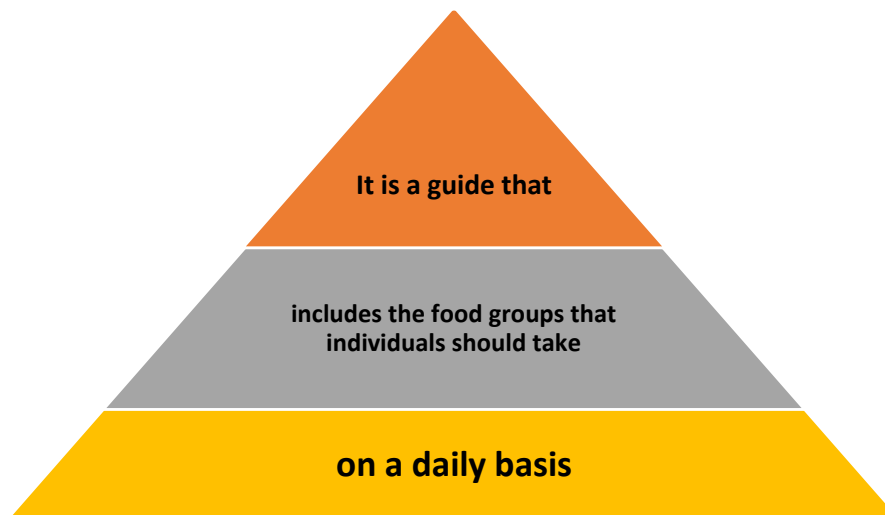 It is a guide that
includes the food groups that
individuals should take
on a daily basis